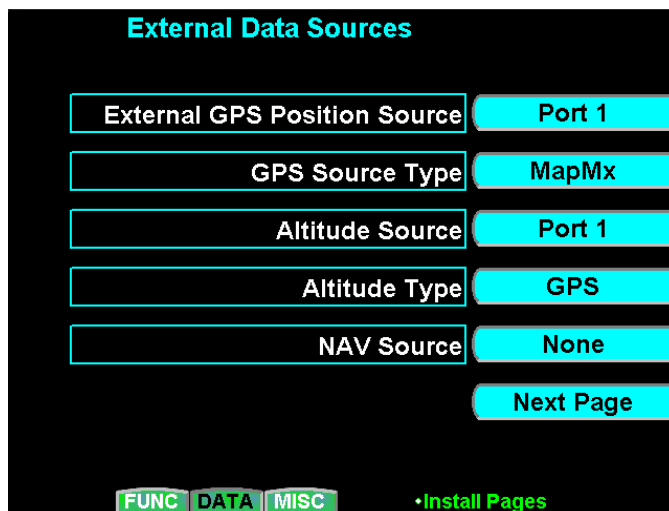 External Data Sources
External GPS Position Source Port 1
GPS Source Type MapMx
Altitude Source Port 1
Altitude Type GPS
NAV Source None
Next Page
FUNC DATA MISC •Install Pages